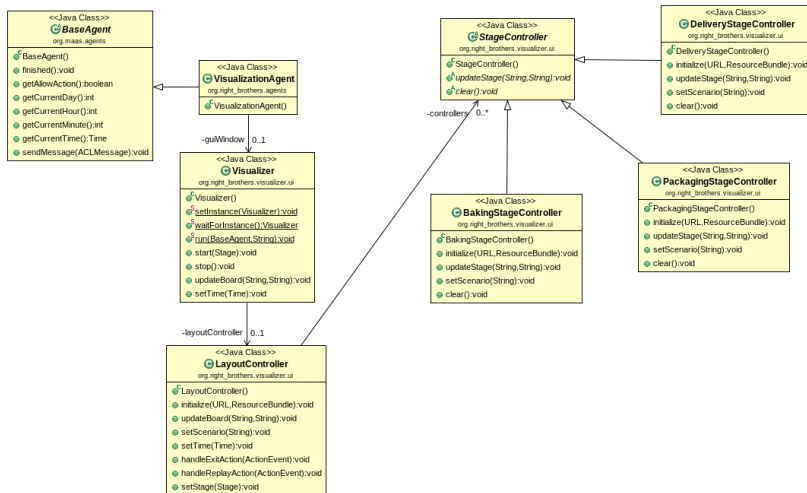 <<Java Class>>
BaseAgent
org.maas.agents
BaseAgent()
finished():void
getAllowAction():boolean
getCurrentDay():int
getCurrentHour():int
getCurrentMinute():int
getCurrentTime():Time
sendMessage(ACLMessage):void
<<Java Class>>
VisualizationAgent
org.right_brothers.agents
VisualizationAgent()
-guiWindow 0..1
<<Java Class>>
Visualizer
org.right_brothers.visualizer.ui
Visualizer()
setInstance(Visualizer):void
waitForInstance():Visualizer
run(BaseAgent,String):void
start(Stage):void
stop():void
updateBoard(String,String):void
setTime(Time):void
-layoutController 0..1
<<Java Class>>
LayoutController
org.right_brothers.visualizer.ui
LayoutController()
initialize(URL,ResourceBundle):void
updateBoard(String,String):void
setScenario(String):void
setTime(Time):void
handleExitAction(ActionEvent):void
handleReplayAction(ActionEvent):void
setStage(Stage):void
<<Java Class>>
StageController
org.right_brothers.visualizer.ui
StageController()
updateStage(String,String):void
clear():void
-controllers 0..*
<<Java Class>>
DeliveryStageController
org.right_brothers.visualizer.ui
DeliveryStageController()
initialize(URL,ResourceBundle):void
updateStage(String,String):void
setScenario(String):void
clear():void
<<Java Class>>
BakingStageController
org.right_brothers.visualizer.ui
BakingStageController()
initialize(URL,ResourceBundle):void
updateStage(String,String):void
setScenario(String):void
clear():void
<<Java Class>>
PackagingStageController
org.right_brothers.visualizer.ui
PackagingStageController()
initialize(URL,ResourceBundle):void
updateStage(String,String):void
setScenario(String):void
clear():void